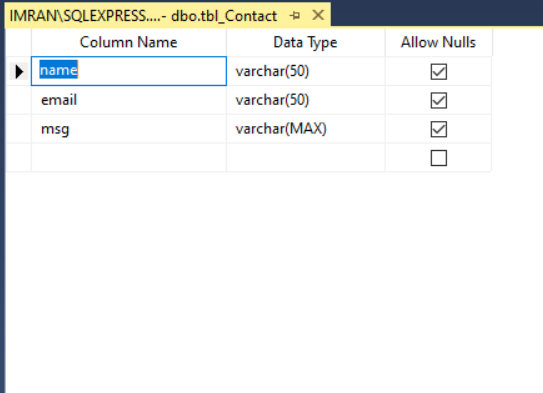 IMRAN\SQLEXPRESS....- dbo.tbl_Contact
Column Name Data Type Allow Nulls
name varchar(50)
email varchar(50)
msg varchar(MAX)